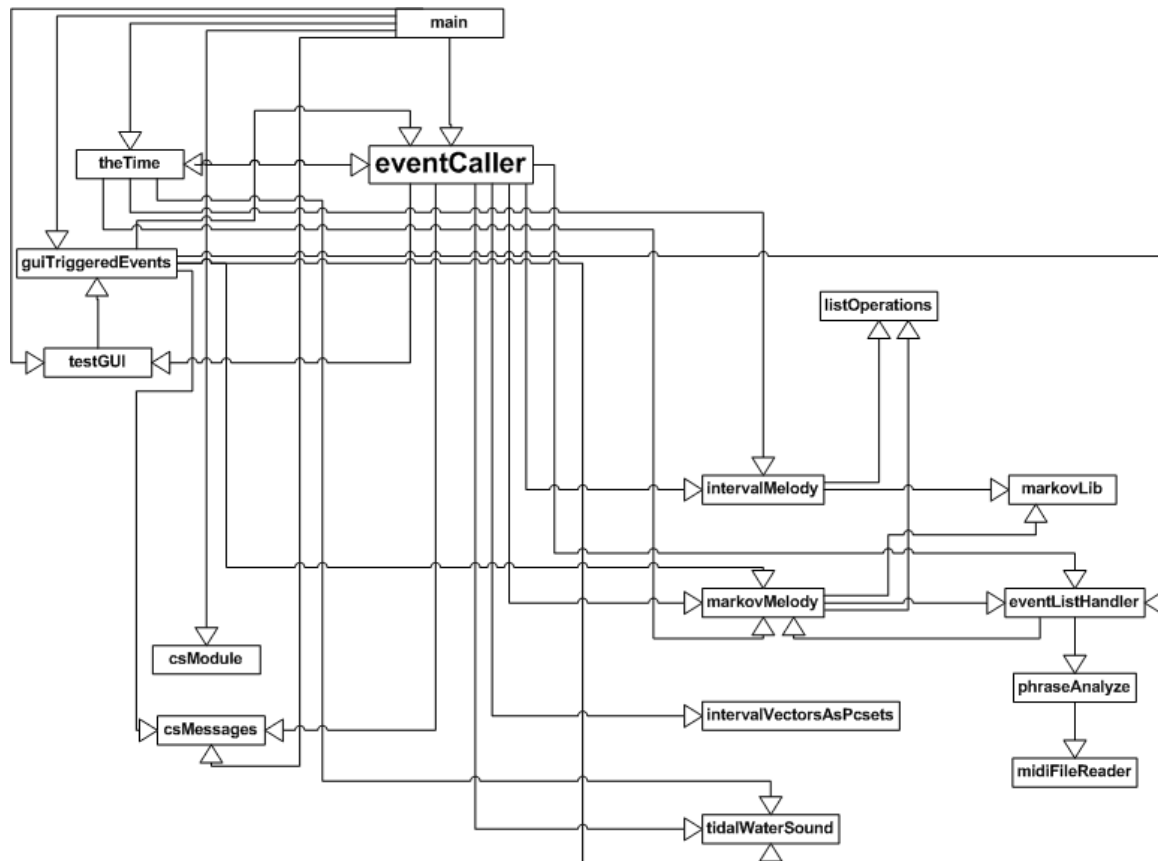 main
theTime
eventCaller
guiTriggeredEvents
listOperations
testGUI
intervalMelody
markovLib
markovMelody
eventListHandler
csModule
phraseAnalyze
csMessages
intervalVectorsAsPcsets
midiFileReader
tidalWaterSound